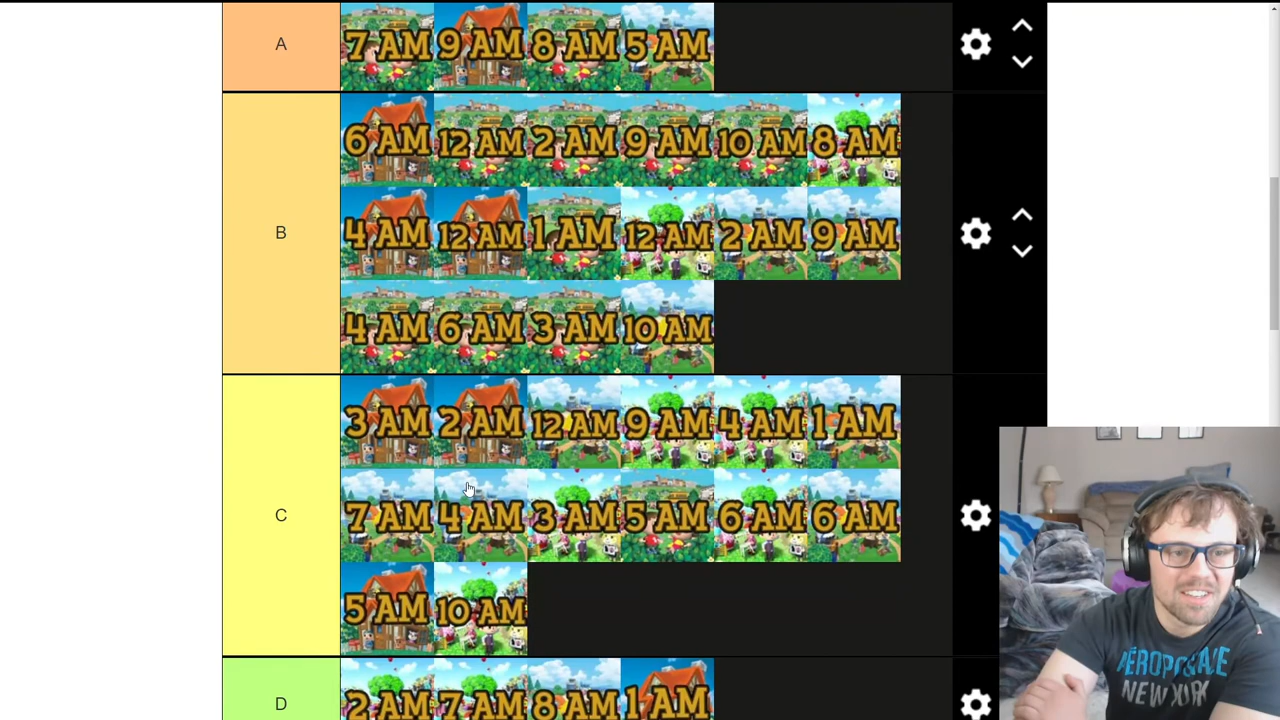 A
7 AM 9 AM 8 AM 5 AM
B
6 AM 12 AM 2 AM 9 AM 10 AM 8 AM
4 AM 12 AM 1 AM 12 AM 2 AM 9 AM
4 AM 6 AM 3 AM 10 AM
C
3 AM 2 AM 12 AM 9 AM 4 AM 1 AM
7 AM 4 AM 3 AM 5 AM 6 AM 6 AM
5 AM 10 AM
D
2 AM 7 AM 8 AM 1 AM
AÉROPOSTALE
NEW YORK